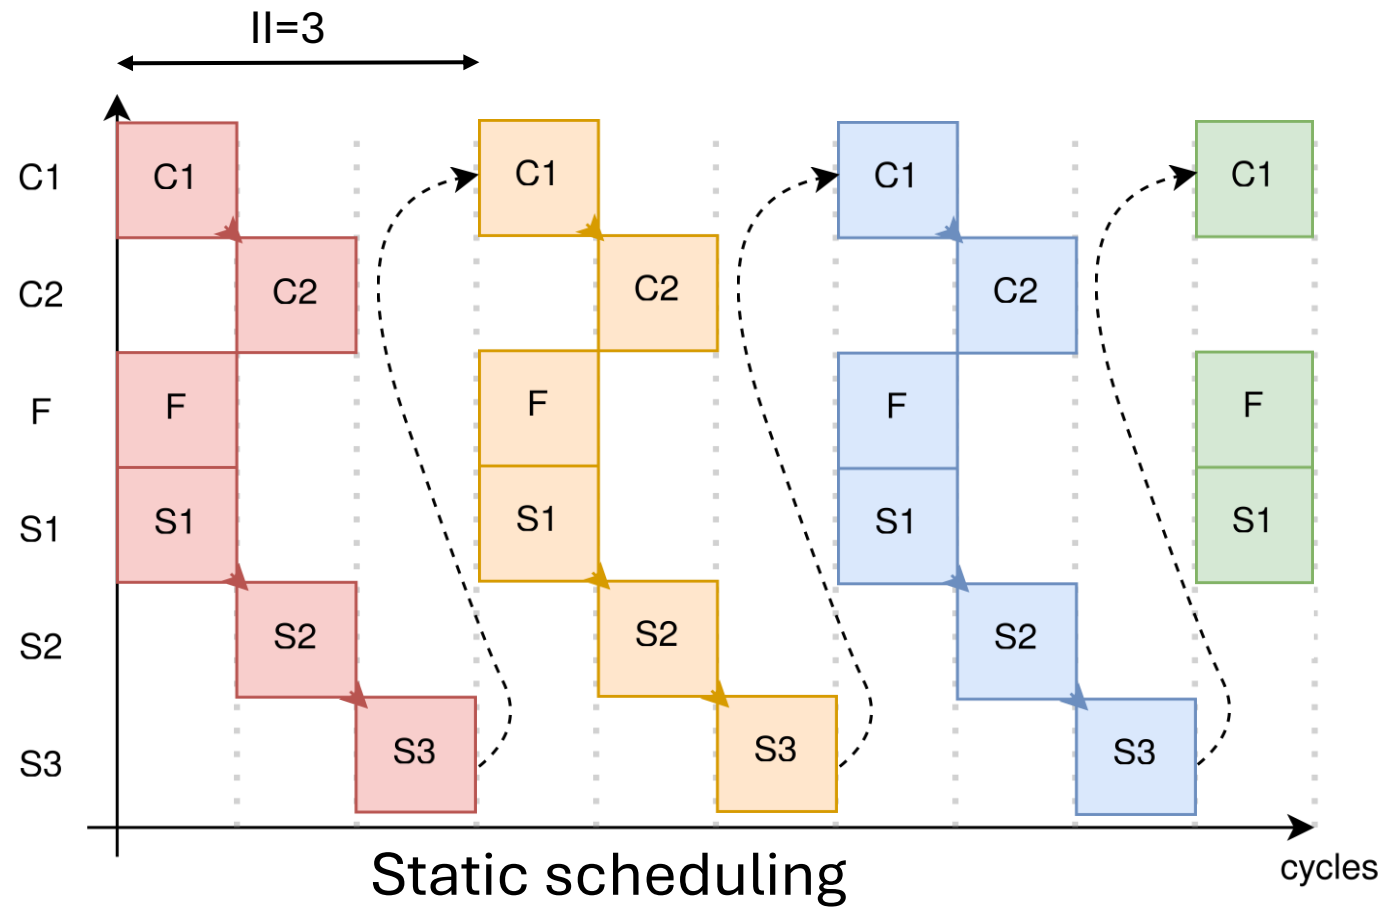 II=3
C1 C1 C1 C1 C1
C2 C2 C2 C2
F F F F F
S1 S1 S1 S1 S1
S2 S2 S2 S2
S3 S3 S3 S3
Static scheduling
cycles